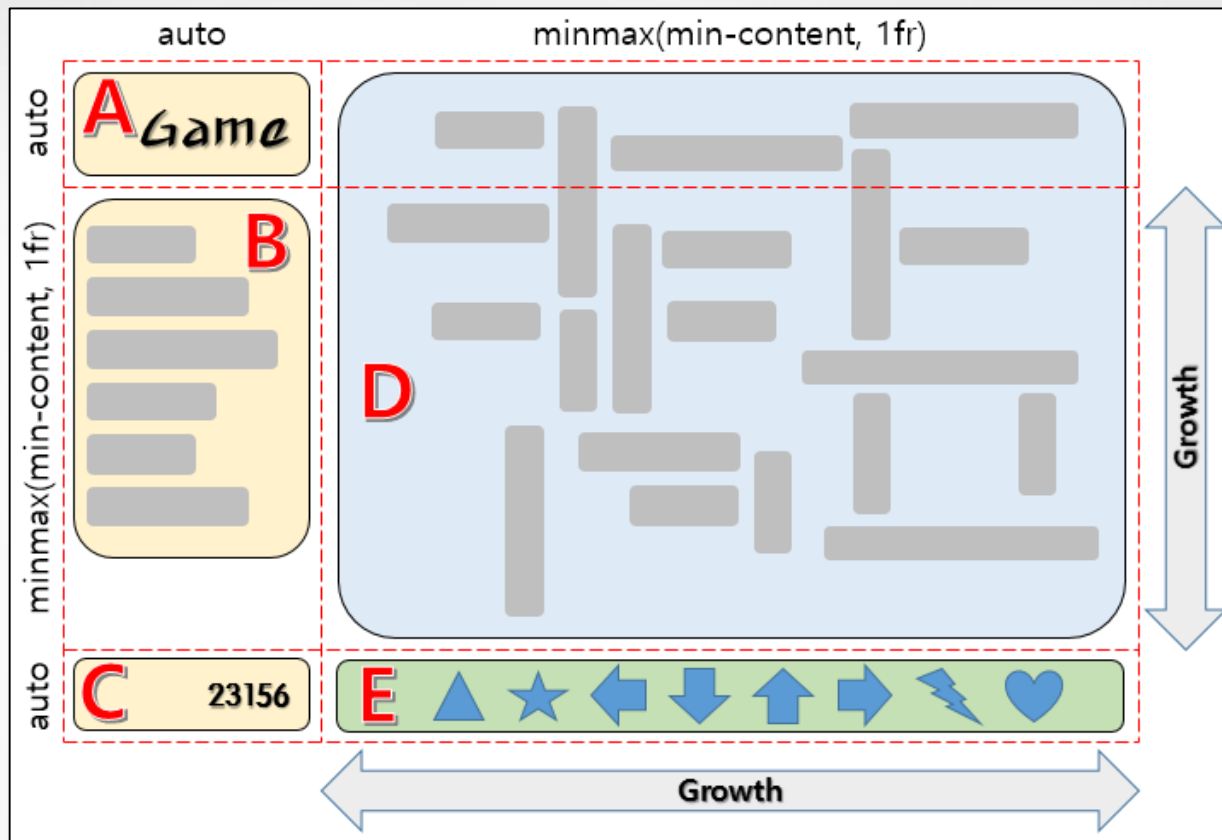 auto
minmax(min-content, 1fr)
auto
A
Game
minmax(min-content, 1fr)
B
D
Growth
auto
C
23156
E
Growth